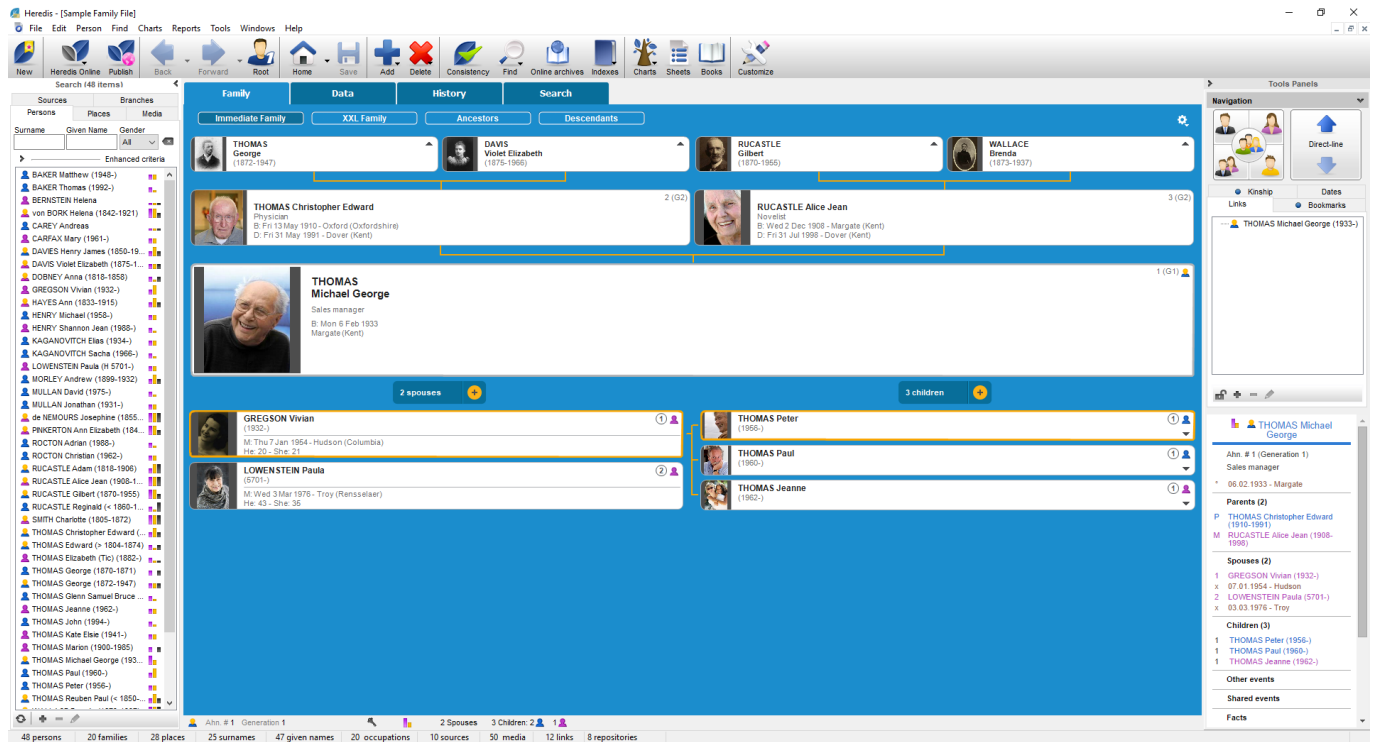 Heredis - [Sample Family File]
File Edit Person Find Charts Reports Tools Windows Help
New Heredis Online Publish Back Forward Root Home Save Add Delete Consistency Find Online archives Indexes Charts Sheets Books Customize
Search (48 items)
Sources Branches
Persons Places Media
Surname Given Name Gender
All
Enhanced criteria
BAKER Matthew (1948-)
BAKER Thomas (1992-)
BERNSTEIN Helena
von BORK Helena (1842-1921)
CAREY Andreas
CARFAX Mary (1961-)
DAVIES Henry James (1850-19...
DAVIS Violet Elizabeth (1875-1...
DOBNEY Anna (1818-1858)
GREGSON Vivian (1932-)
HAYES Ann (1833-1915)
HENRY Michael (1958-)
HENRY Shannon Jean (1988-)
KAGANOVITCH Elias (1934-)
KAGANOVITCH Sacha (1966-)
LOWENSTEIN Paula (H 5701-)
MORLEY Andrew (1899-1932)
MULLAN David (1975-)
MULLAN Jonathan (1931-)
de NEMOURS Josephine (1855...
PINKERTON Ann Elizabeth (184...
ROCTON Adrian (1988-)
ROCTON Christian (1962-)
RUCASTLE Adam (1818-1906)
RUCASTLE Alice Jean (1908-1...
RUCASTLE Gilbert (1870-1955)
RUCASTLE Reginald (< 1860-1...
SMITH Charlotte (1805-1872)
THOMAS Christopher Edward (...
THOMAS Edward (> 1804-1874)
THOMAS Elizabeth (Tic) (1882-)
THOMAS George (1870-1871)
THOMAS George (1872-1947)
THOMAS Glenn Samuel Bruce ...
THOMAS Jeanne (1962-)
THOMAS John (1994-)
THOMAS Kate Elsie (1941-)
THOMAS Marion (1900-1985)
THOMAS Michael George (193...
THOMAS Paul (1960-)
THOMAS Peter (1956-)
THOMAS Reuben Paul (< 1850-...
Family Data History Search
Immediate Family XXL Family Ancestors Descendants
THOMAS
George
(1872-1947)
DAVIS
Violet Elizabeth
(1875-1966)
RUCASTLE
Gilbert
(1870-1955)
WALLACE
Brenda
(1873-1937)
2 (G2)
THOMAS Christopher Edward
Physician
B: Fri 13 May 1910 - Oxford (Oxfordshire)
D: Fri 31 May 1991 - Dover (Kent)
3 (G2)
RUCASTLE Alice Jean
Novelist
B: Wed 2 Dec 1908 - Margate (Kent)
D: Fri 31 Jul 1998 - Dover (Kent)
1 (G1)
THOMAS
Michael George
Sales manager
B: Mon 6 Feb 1933
Margate (Kent)
2 spouses
3 children
GREGSON Vivian 1
(1932-)
M: Thu 7 Jan 1954 - Hudson (Columbia)
He: 20 - She: 21
LOWENSTEIN Paula 2
(5701-)
M: Wed 3 Mar 1976 - Troy (Rensselaer)
He: 43 - She: 35
THOMAS Peter 1
(1956-)
THOMAS Paul 1
(1960-)
THOMAS Jeanne 1
(1962-)
Ahn. # 1 Generation 1 2 Spouses 3 Children: 2 1
Tools Panels
Navigation
Direct-line
Kinship Dates
Links Bookmarks
THOMAS Michael George (1933-)
THOMAS Michael
George
Ahn. # 1 (Generation 1)
Sales manager
* 06.02.1933 - Margate
Parents (2)
P THOMAS Christopher Edward
(1910-1991)
M RUCASTLE Alice Jean (1908-
1998)
Spouses (2)
1 GREGSON Vivian (1932-)
x 07.01.1954 - Hudson
2 LOWENSTEIN Paula (5701-)
x 03.03.1976 - Troy
Children (3)
1 THOMAS Peter (1956-)
1 THOMAS Paul (1960-)
1 THOMAS Jeanne (1962-)
Other events
Shared events
Facts
48 persons 20 families 28 places 25 surnames 47 given names 20 occupations 10 sources 50 media 12 links 8 repositories